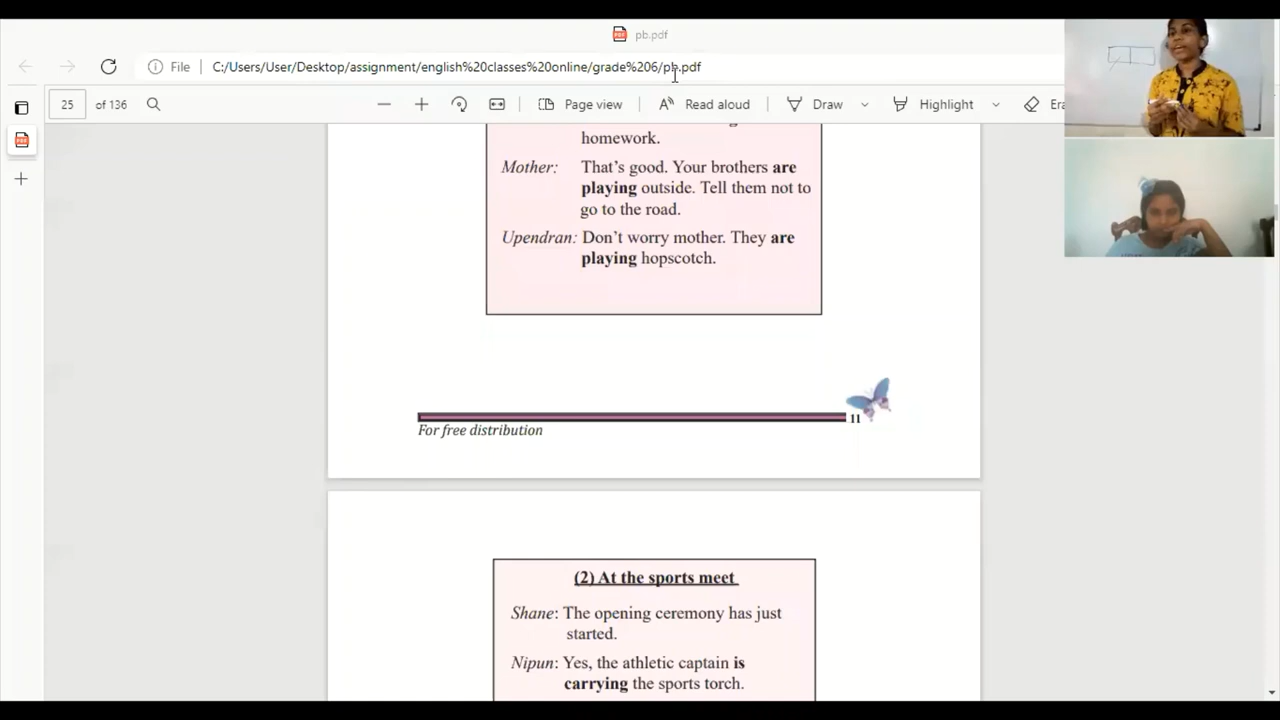 pb.pdf
File
C:/Users/User/Desktop/assignment/english%20classes%20online/grade%206/pb.pdf
25
of 136
Page view
Read aloud
Draw
Highlight
homework.
Mother: That’s good. Your brothers are
playing outside. Tell them not to
go to the road.
Upendran: Don’t worry mother. They are
playing hopscotch.
11
For free distribution
(2) At the sports meet
Shane: The opening ceremony has just
started.
Nipun: Yes, the athletic captain is
carrying the sports torch.